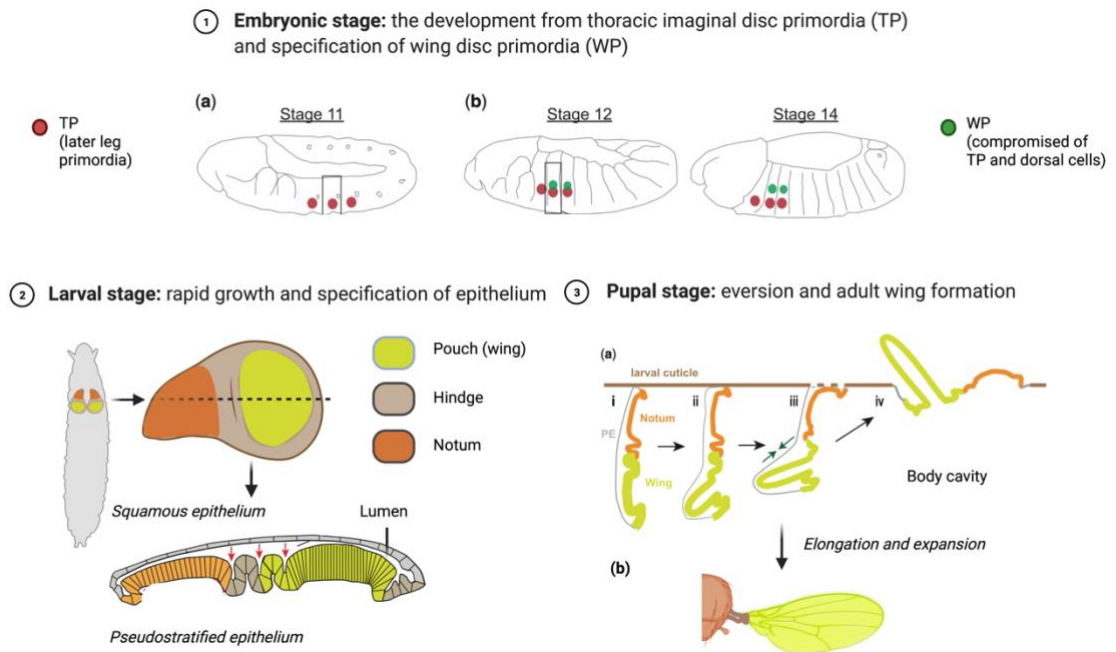 1 Embryonic stage: the development from thoracic imaginal disc primordia (TP)
and specification of wing disc primordia (WP)
(a)
Stage 11
(b)
Stage 12
Stage 14
TP
(later leg
primordia)
WP
(compromised of
TP and dorsal cells)
2 Larval stage: rapid growth and specification of epithelium
Pouch (wing)
Hindge
Notum
Squamous epithelium
Lumen
Pseudostratified epithelium
3 Pupal stage: eversion and adult wing formation
(a)
larval cuticle
i
ii
iii
iv
PE
Notum
Wing
Body cavity
Elongation and expansion
(b)